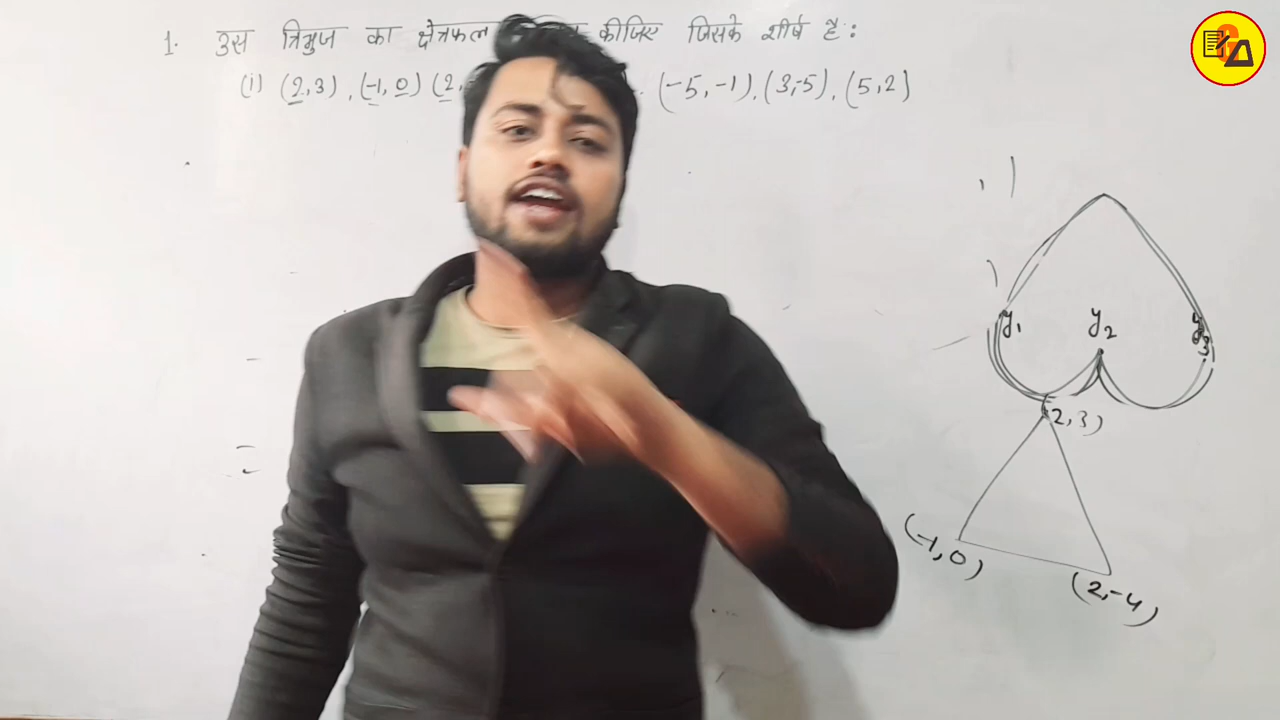 1. उस त्रिभुज का क्षेत्रफल कीजिए जिसके शीर्ष है :
(i) (2,3) , (-1, 0) (2, (-5, -1), (3,-5), (5,2)
y₁ y₂ y₃
(2,3)
(-1, 0)
(2,-4)